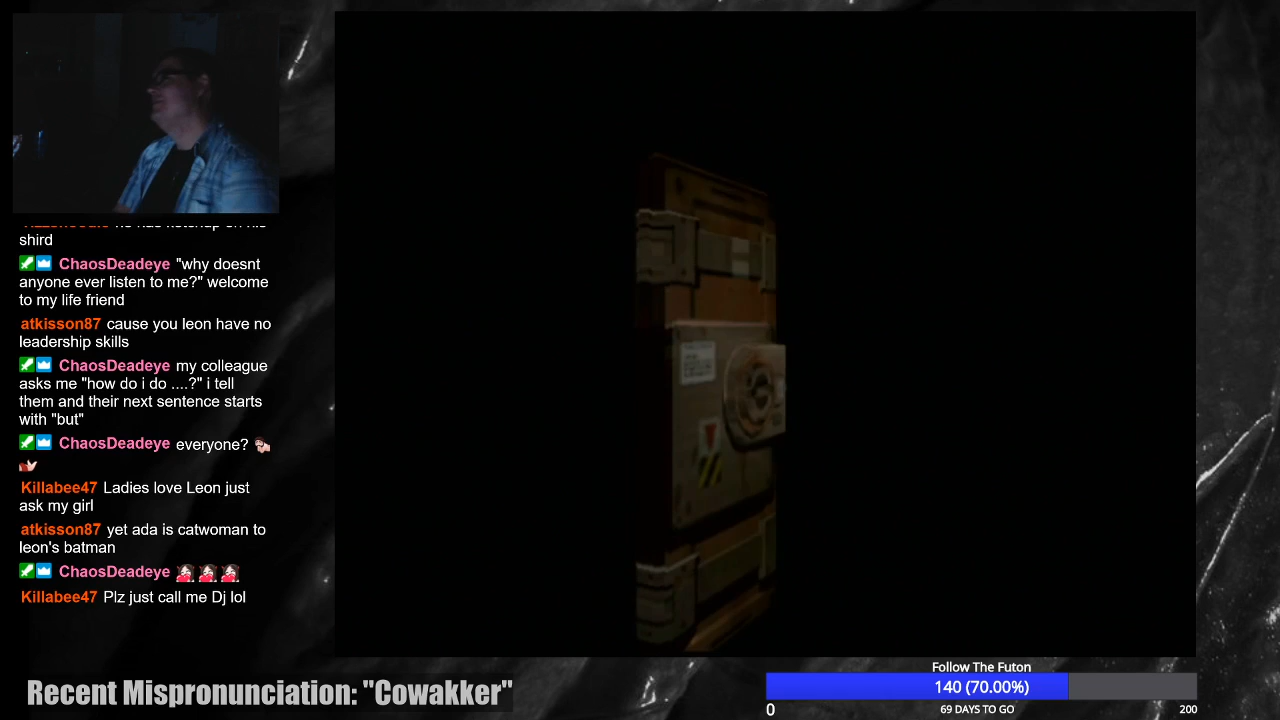 shird
ChaosDeadeye "why doesnt
anyone ever listen to me?" welcome
to my life friend
atkisson87 cause you leon have no
leadership skills
ChaosDeadeye my colleague
asks me "how do i do ....?" i tell
them and their next sentence starts
with "but"
ChaosDeadeye everyone?
Killabee47 Ladies love Leon just
ask my girl
atkisson87 yet ada is catwoman to
leon's batman
ChaosDeadeye
Killabee47 Plz just call me Dj lol
Recent Mispronunciation: "Cowakker"
Follow The Futon
140 (70.00%)
0
69 DAYS TO GO
200